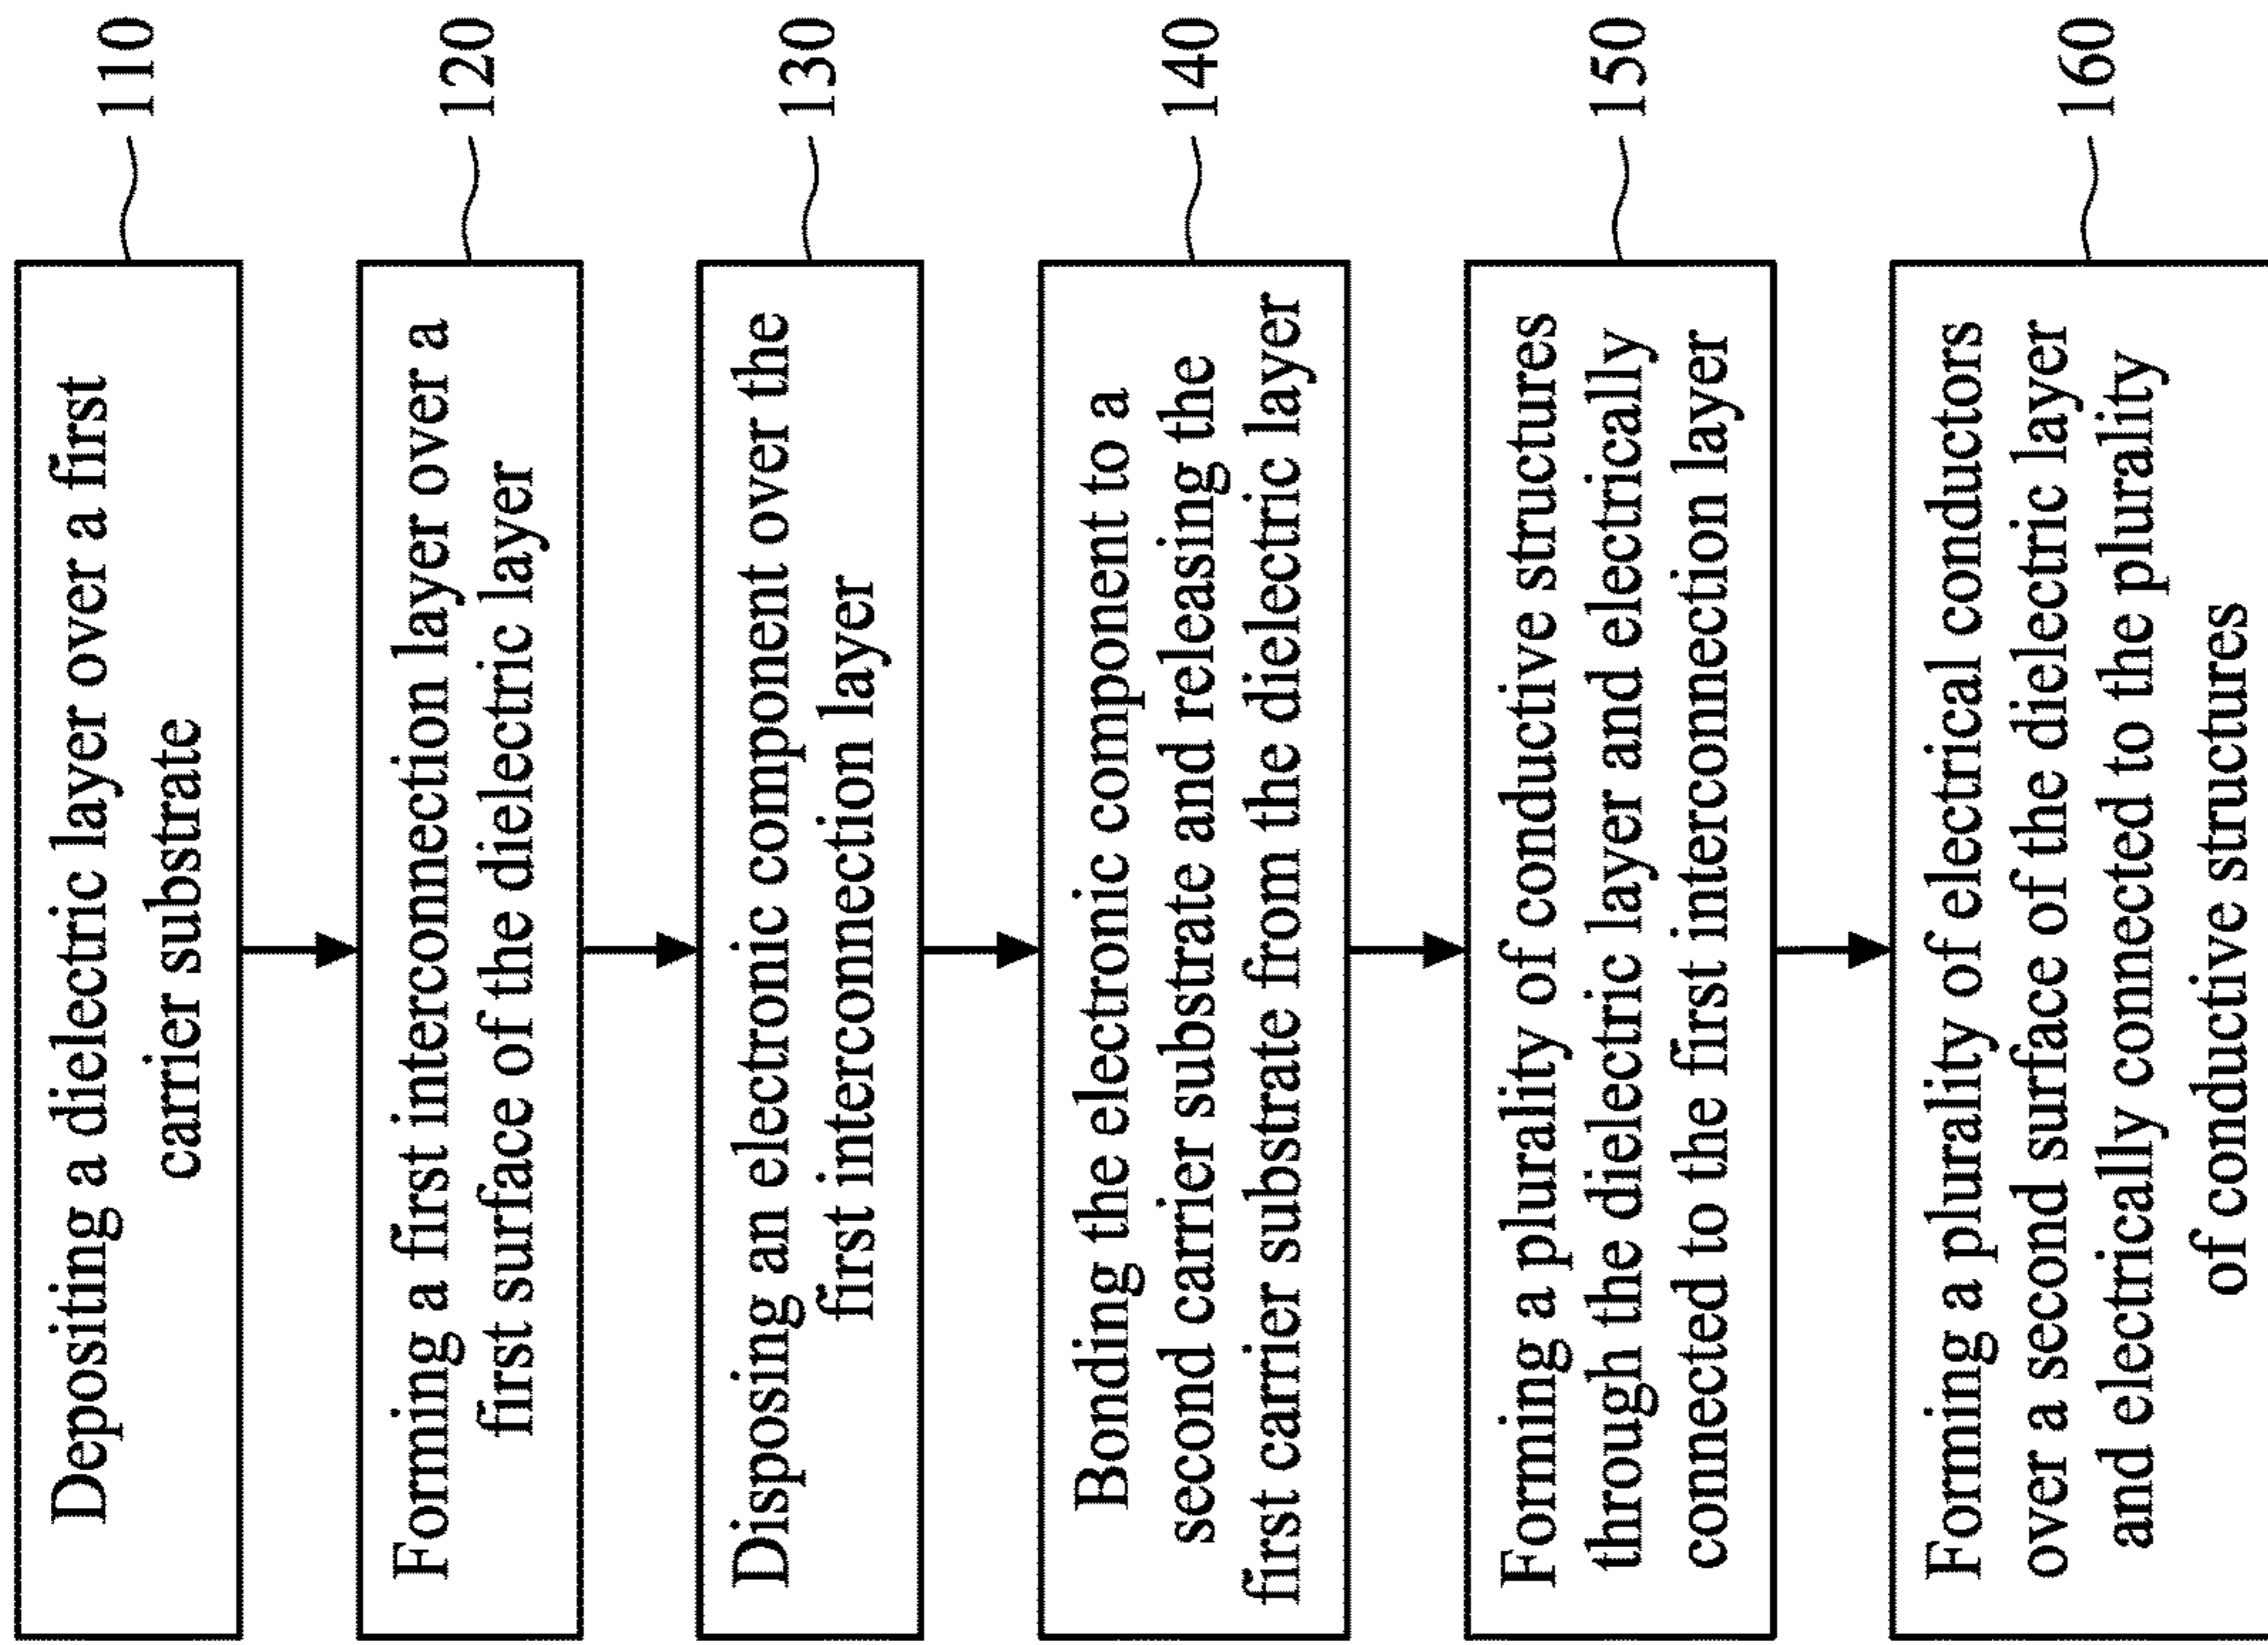 Depositing a dielectric layer over a first
carrier substrate
110
Forming a first interconnection layer over a
first surface of the dielectric layer
120
Disposing an electronic component over the
first interconnection layer
130
Bonding the electronic component to a
second carrier substrate and releasing the
first carrier substrate from the dielectric layer
140
Forming a plurality of conductive structures
through the dielectric layer and electrically
connected to the first interconnection layer
150
Forming a plurality of electrical conductors
over a second surface of the dielectric layer
and electrically connected to the plurality
of conductive structures
160